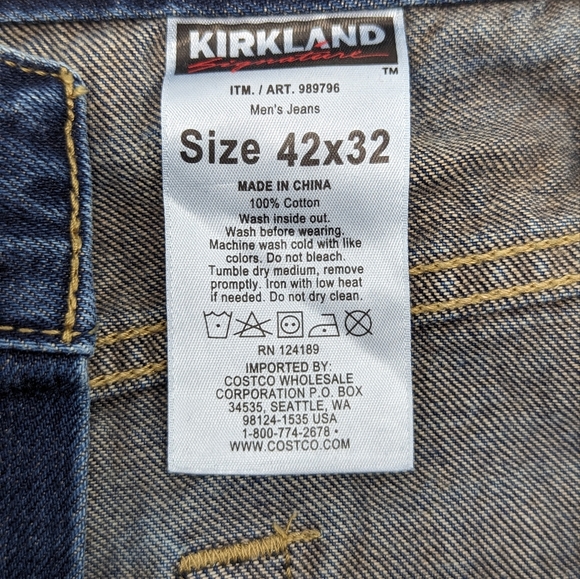 KIRKLAND
Signature
TM
ITM. / ART. 989796
Men's Jeans
Size 42x32
MADE IN CHINA
100% Cotton
Wash inside out.
Wash before wearing.
Machine wash cold with like
colors. Do not bleach.
Tumble dry medium, remove
promptly. Iron with low heat
if needed. Do not dry clean.
RN 124189
IMPORTED BY:
COSTCO WHOLESALE
CORPORATION P.O. BOX
34535, SEATTLE, WA
98124-1535 USA
1-800-774-2678 •
WWW.COSTCO.COM